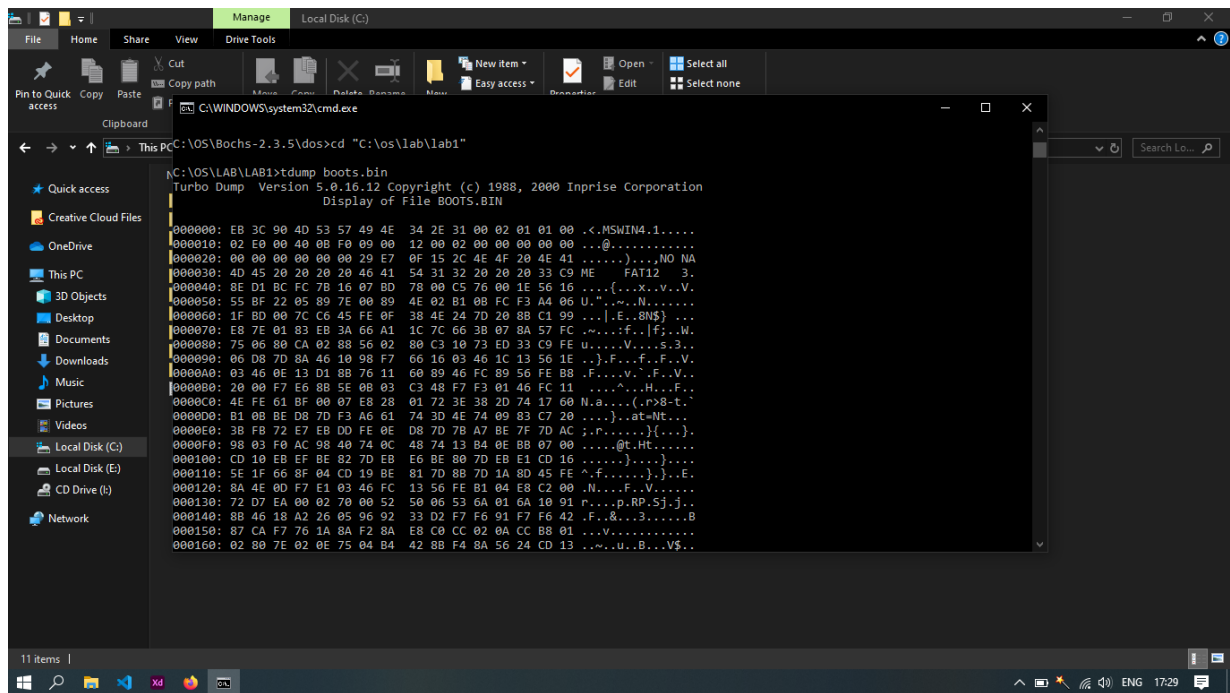 Manage Local Disk (C:)
File Home Share View Drive Tools
Cut
Copy path
New item
Easy access
Open
Edit
Select all
Select none
Pin to Quick access Copy Paste
Move Copy Delete Rename New Properties
Clipboard
C:\WINDOWS\system32\cmd.exe
This PC
Search Lo...
C:\OS\Bochs-2.3.5\dos>cd "C:\os\lab\lab1"
C:\OS\LAB\LAB1>tdump boots.bin
Turbo Dump Version 5.0.16.12 Copyright (c) 1988, 2000 Inprise Corporation
Display of File BOOTS.BIN
000000: EB 3C 90 4D 53 57 49 4E 34 2E 31 00 02 01 01 00 .<.MSWIN4.1.....
000010: 02 E0 00 40 0B F0 09 00 12 00 02 00 00 00 00 00 ...@............
000020: 00 00 00 00 00 00 29 E7 0F 15 2C 4E 4F 20 4E 41 ......)...,NO NA
000030: 4D 45 20 20 20 20 46 41 54 31 32 20 20 20 33 C9 ME    FAT12   3.
000040: 8E D1 BC FC 7B 16 07 BD 78 00 C5 76 00 1E 56 16 ....{...x..v..V.
000050: 55 BF 22 05 89 7E 00 89 4E 02 B1 0B FC F3 A4 06 U."..~..N.......
000060: 1F BD 00 7C C6 45 FE 0F 38 4E 24 7D 20 8B C1 99 ...|.E..8N$} ...
000070: E8 7E 01 83 EB 3A 66 A1 1C 7C 66 3B 07 8A 57 FC .~...:f..|f;..W.
000080: 75 06 80 CA 02 88 56 02 80 C3 10 73 ED 33 C9 FE u.....V....s.3..
000090: 06 D8 7D 8A 46 10 98 F7 66 16 03 46 1C 13 56 1E ..}.F...f..F..V.
0000A0: 03 46 0E 13 D1 8B 76 11 60 89 46 FC 89 56 FE B8 .F....v.`.F..V..
0000B0: 20 00 F7 E6 8B 5E 0B 03 C3 48 F7 F3 01 46 FC 11  ....^...H...F..
0000C0: 4E FE 61 BF 00 07 E8 28 01 72 3E 38 2D 74 17 60 N.a....(.r>8-t.`
0000D0: B1 0B BE D8 7D F3 A6 61 74 3D 4E 74 09 83 C7 20 ....}..at=Nt...
0000E0: 3B FB 72 E7 EB DD FE 0E D8 7D 7B A7 BE 7F 7D AC ;.r......}{...}.
0000F0: 98 03 F0 AC 98 40 74 0C 48 74 13 B4 0E BB 07 00 .....@t.Ht......
000100: CD 10 EB EF BE 82 7D EB E6 BE 80 7D EB E1 CD 16 ......}....}....
000110: 5E 1F 66 8F 04 CD 19 BE 81 7D 8B 7D 1A 8D 45 FE ^.f......}.}..E.
000120: 8A 4E 0D F7 E1 03 46 FC 13 56 FE B1 04 E8 C2 00 .N....F..V......
000130: 72 D7 EA 00 02 70 00 52 50 06 53 6A 01 6A 10 91 r....p.RP.Sj.j..
000140: 8B 46 18 A2 26 05 96 92 33 D2 F7 F6 91 F7 F6 42 .F..&...3......B
000150: 87 CA F7 76 1A 8A F2 8A E8 C0 CC 02 0A CC B8 01 ...v............
000160: 02 80 7E 02 0E 75 04 B4 42 8B F4 8A 56 24 CD 13 ..~..u..B...V$..
Quick access
Creative Cloud Files
OneDrive
This PC
3D Objects
Desktop
Documents
Downloads
Music
Pictures
Videos
Local Disk (C:)
Local Disk (E:)
CD Drive (I:)
Network
11 items
Xd
ENG 17:29